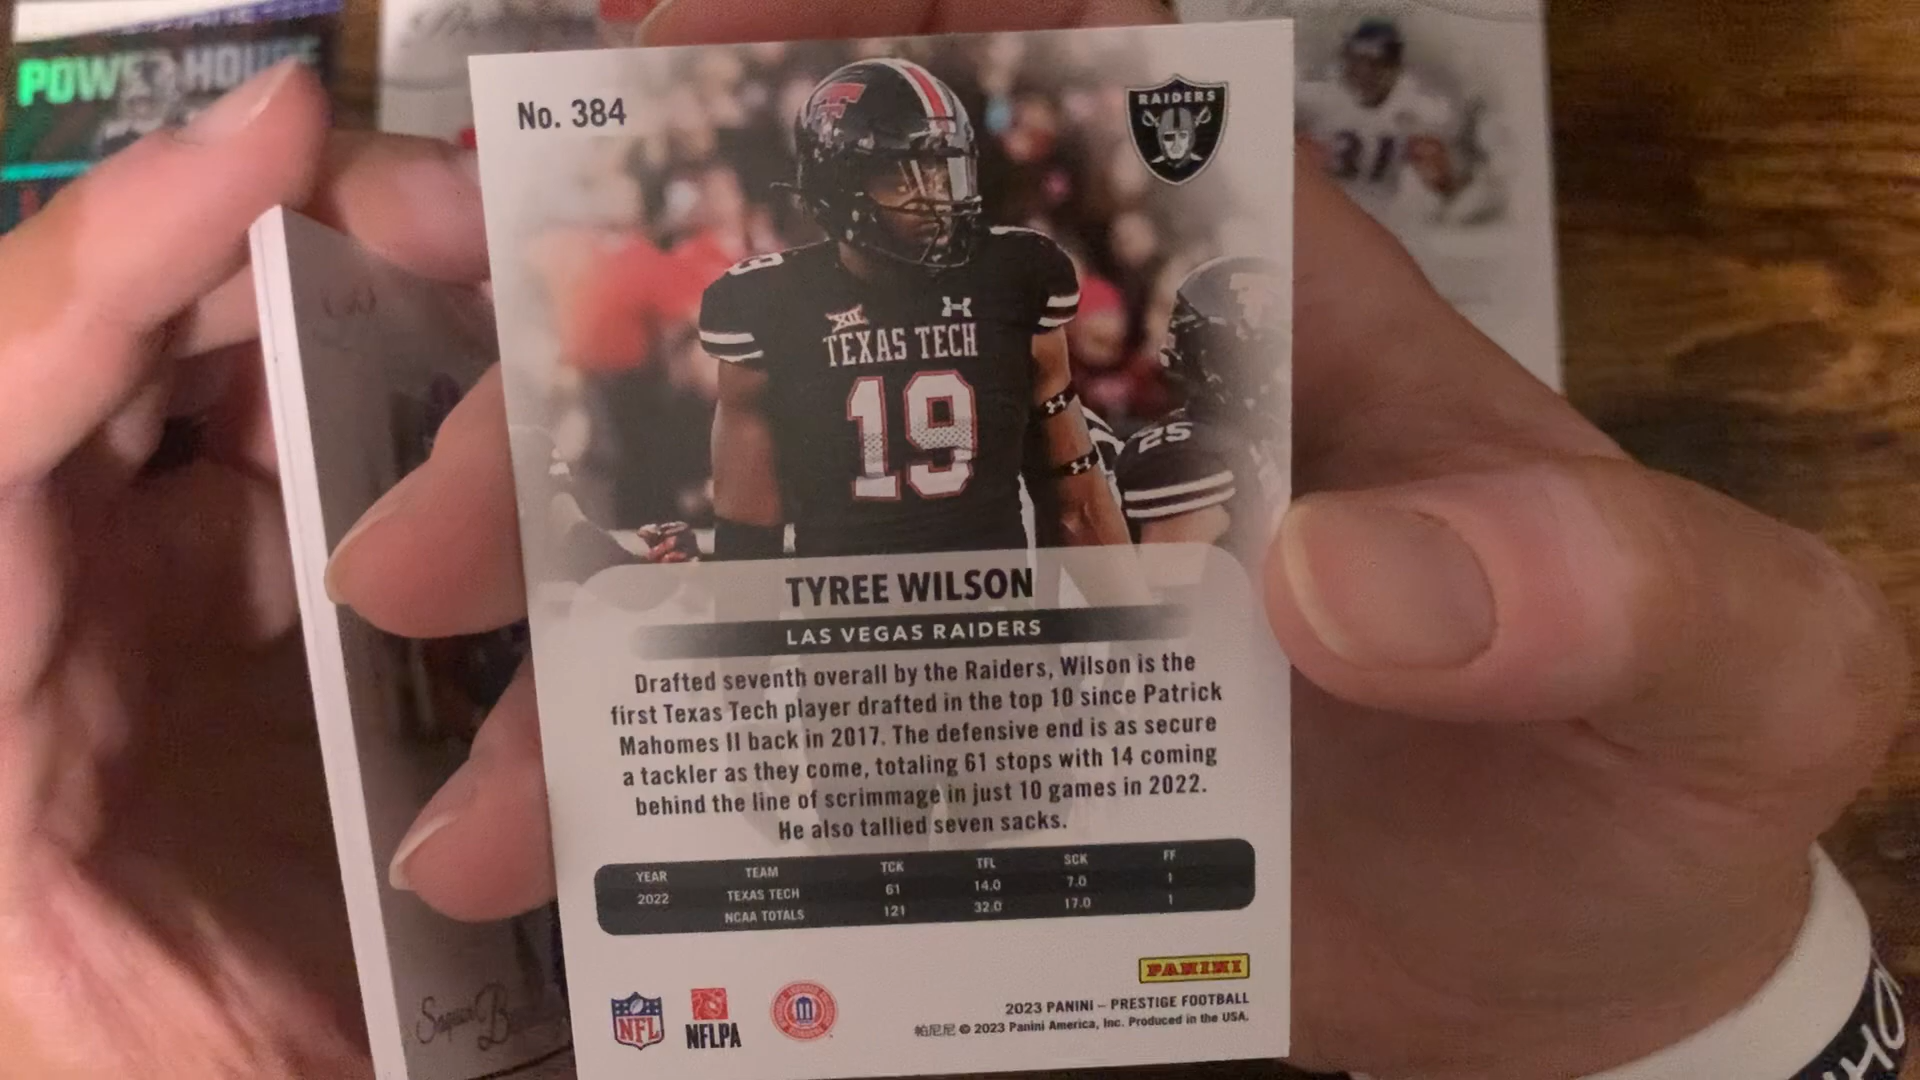 POWERHOUSE
No. 384
RAIDERS
31
19
XII
TEXAS TECH
19
25
TYREE WILSON
LAS VEGAS RAIDERS
Drafted seventh overall by the Raiders, Wilson is the
first Texas Tech player drafted in the top 10 since Patrick
Mahomes II back in 2017. The defensive end is as secure
a tackler as they come, totaling 61 stops with 14 coming
behind the line of scrimmage in just 10 games in 2022.
He also tallied seven sacks.
YEAR TEAM TCK TFL SCK FF
2022 TEXAS TECH 61 14.0 7.0 1
NCAA TOTALS 121 32.0 17.0 1
PANINI
NFL
NFLPA
2023 PANINI – PRESTIGE FOOTBALL
帕尼尼 © 2023 Panini America, Inc. Produced in the USA.
Saquon B
OH